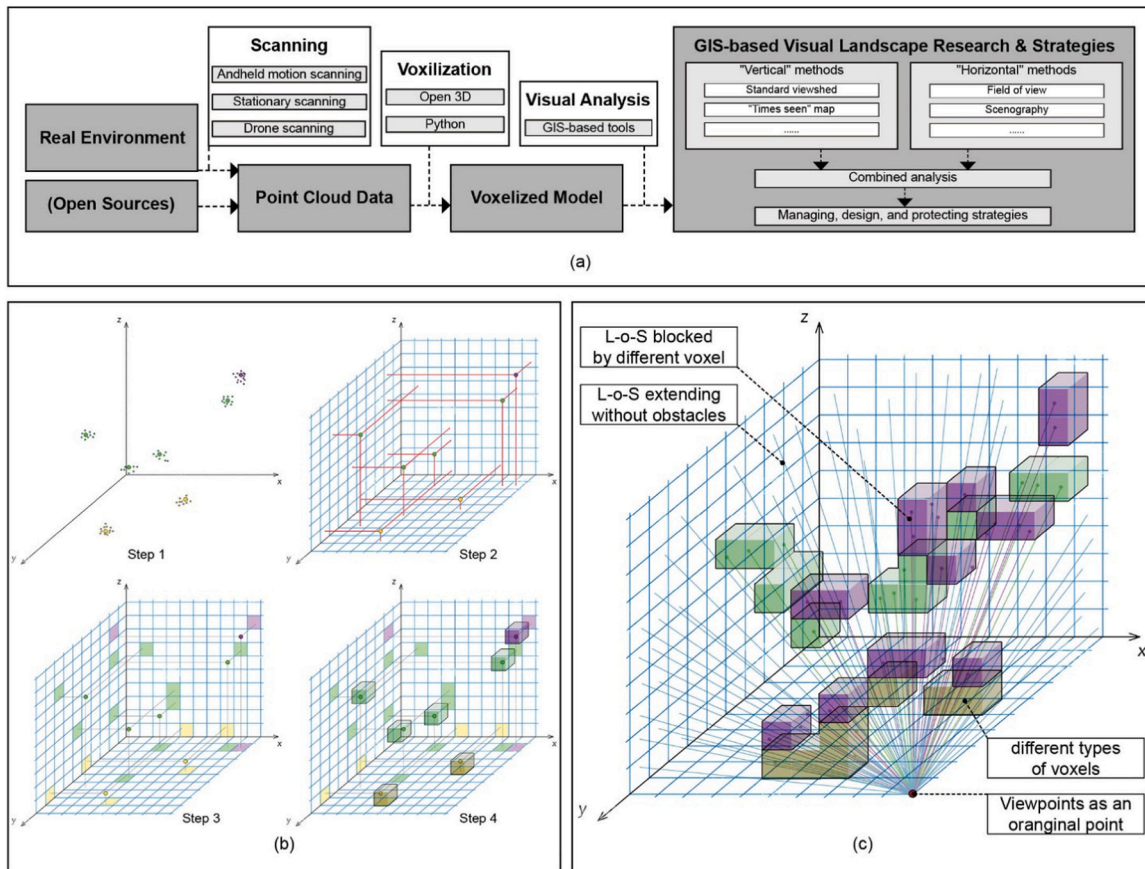 Scanning
Andheld motion scanning
Stationary scanning
Drone scanning
Voxilization
Open 3D
Python
Visual Analysis
GIS-based tools
GIS-based Visual Landscape Research & Strategies
"Vertical" methods
Standard viewshed
"Times seen" map
......
"Horizontal" methods
Field of view
Scenography
......
Combined analysis
Managing, design, and protecting strategies
Real Environment
(Open Sources)
Point Cloud Data
Voxelized Model
(a)
z
x
y
Step 1
z
x
y
Step 2
z
x
y
Step 3
z
x
y
Step 4
(b)
z
x
y
L-o-S blocked
by different voxel
L-o-S extending
without obstacles
different types
of voxels
Viewpoints as an
oranginal point
(c)